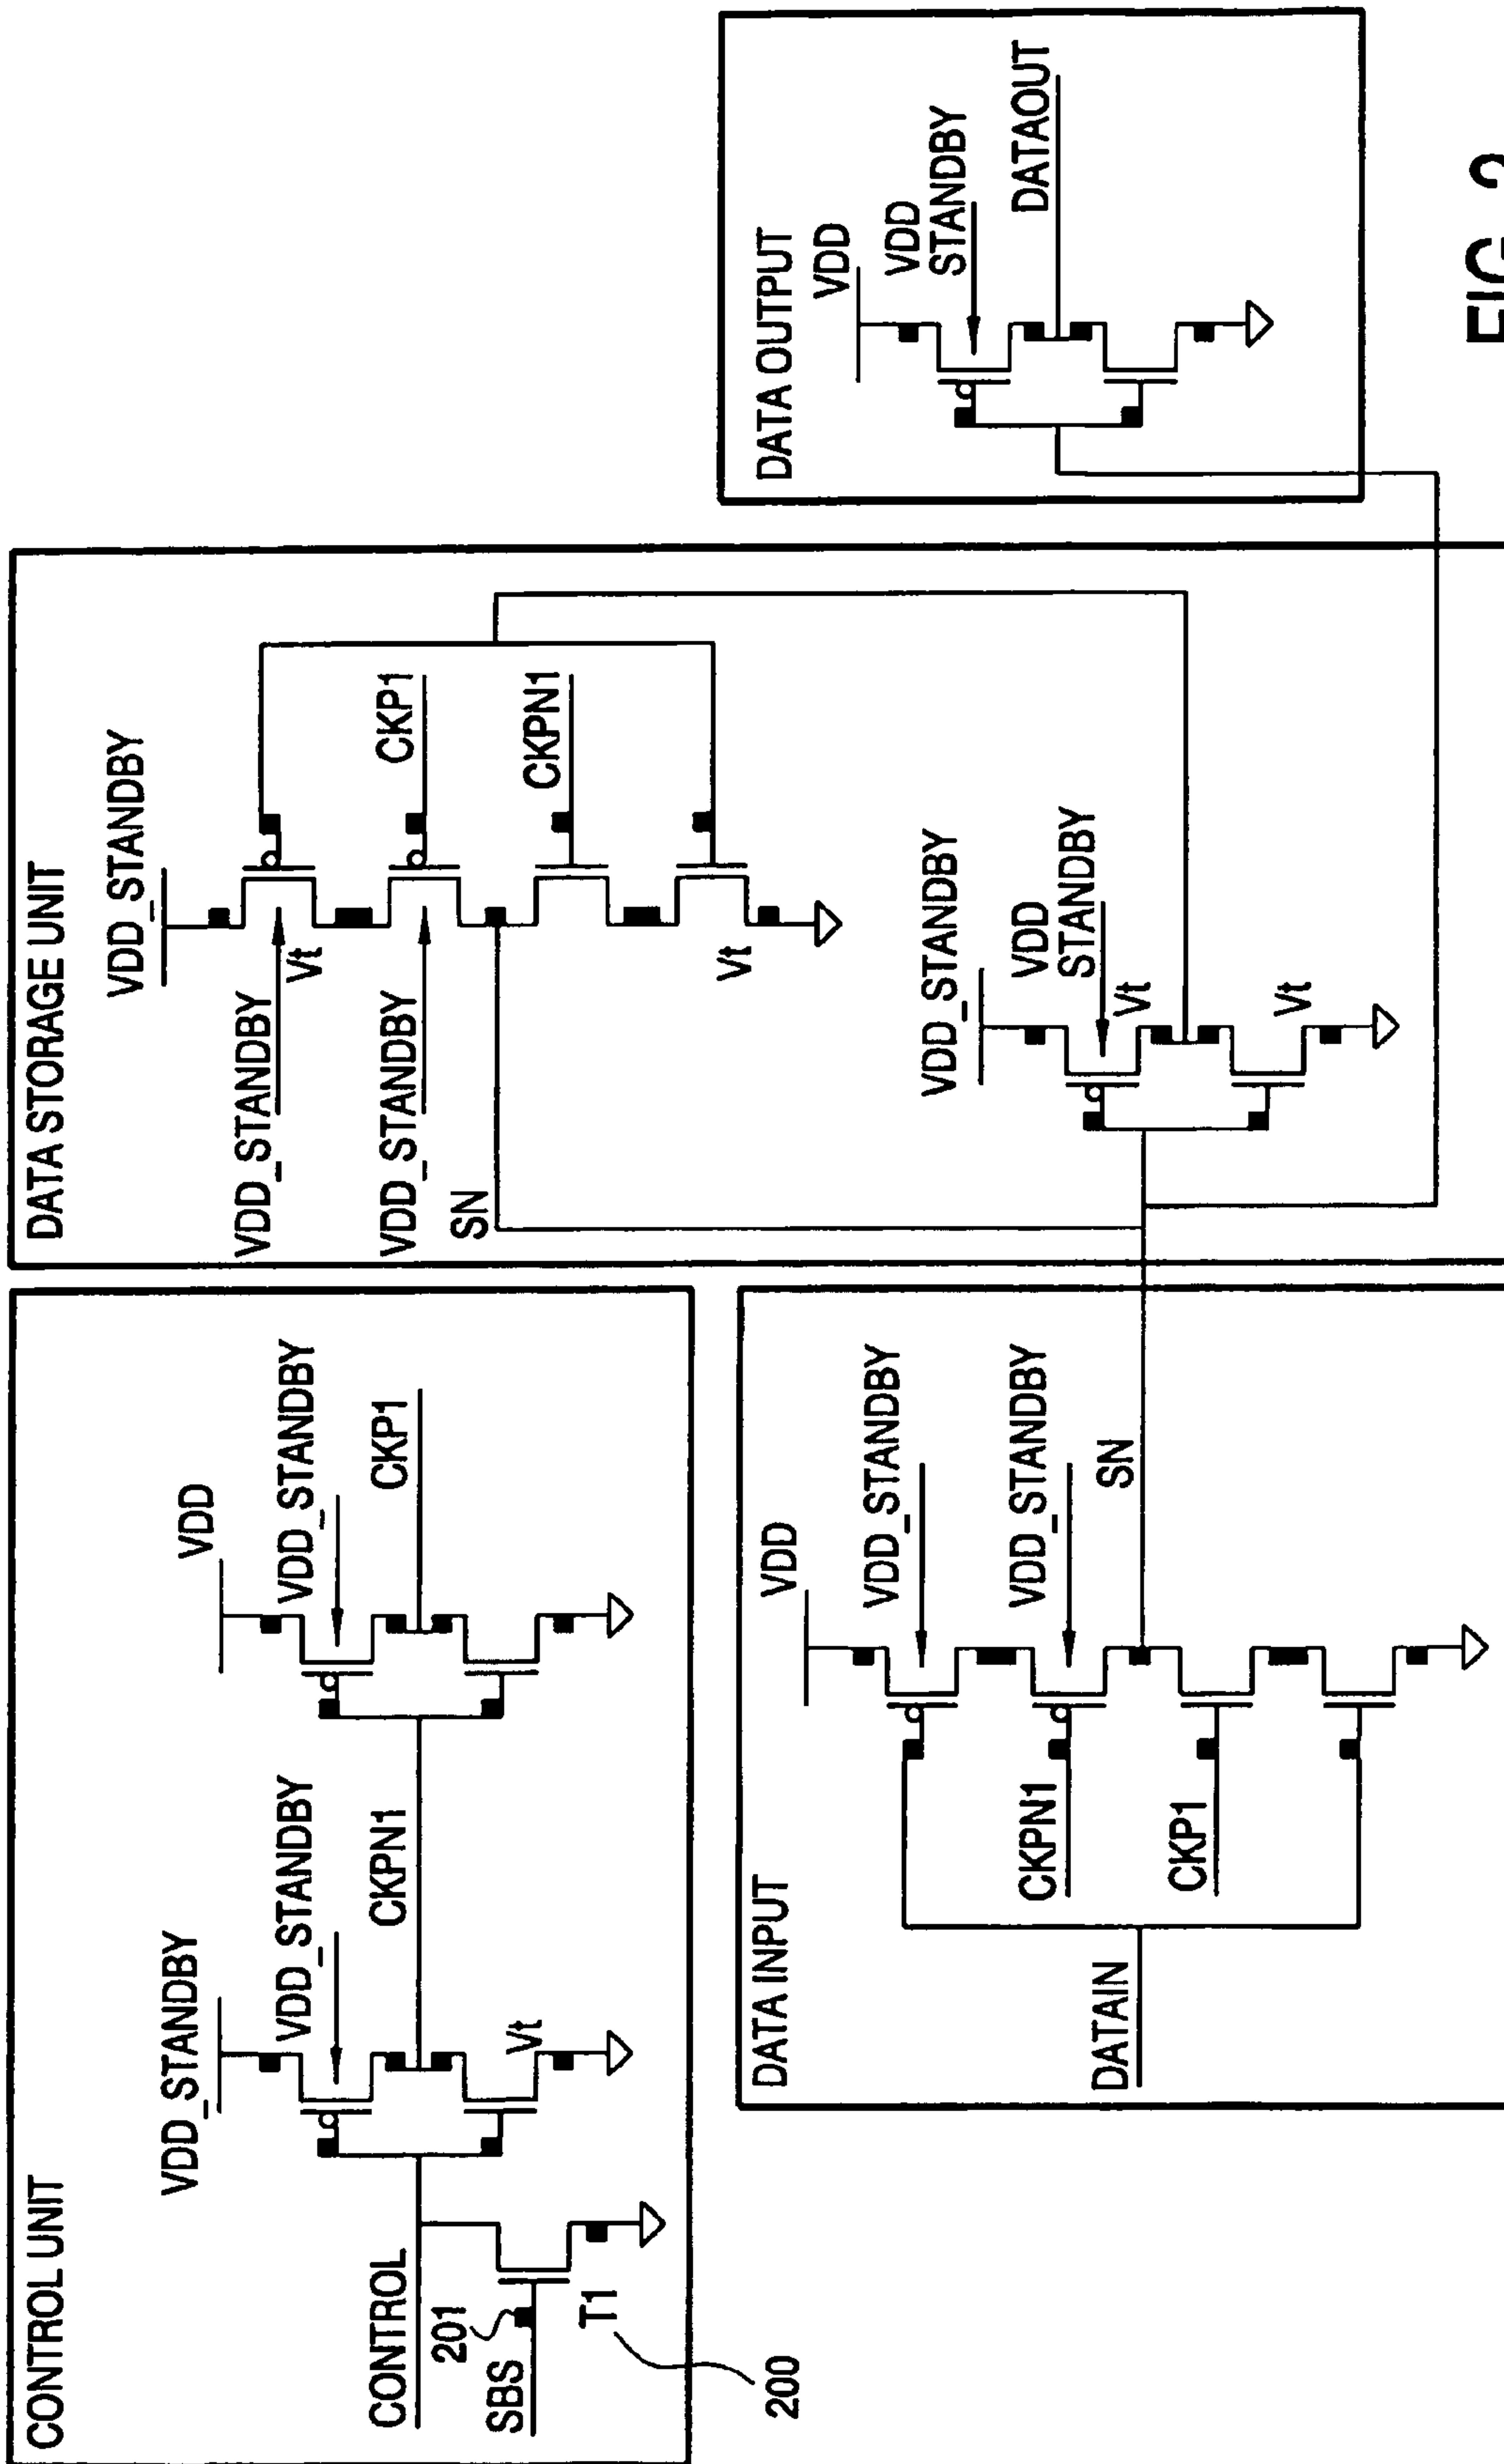 CONTROL UNIT
VDD_STANDBY
VDD_STANDBY
CONTROL
201
SBS
T1
200
Vt
CKPN1
VDD
VDD_STANDBY
CKP1
DATA INPUT
VDD
VDD_STANDBY
VDD_STANDBY
CKPN1
CKP1
DATAIN
SN
DATA STORAGE UNIT
VDD_STANDBY
VDD_STANDBY
Vt
VDD_STANDBY
SN
CKP1
CKPN1
Vt
VDD_STANDBY
VDD
STANDBY
Vt
Vt
DATA OUTPUT
VDD
VDD
STANDBY
DATAOUT